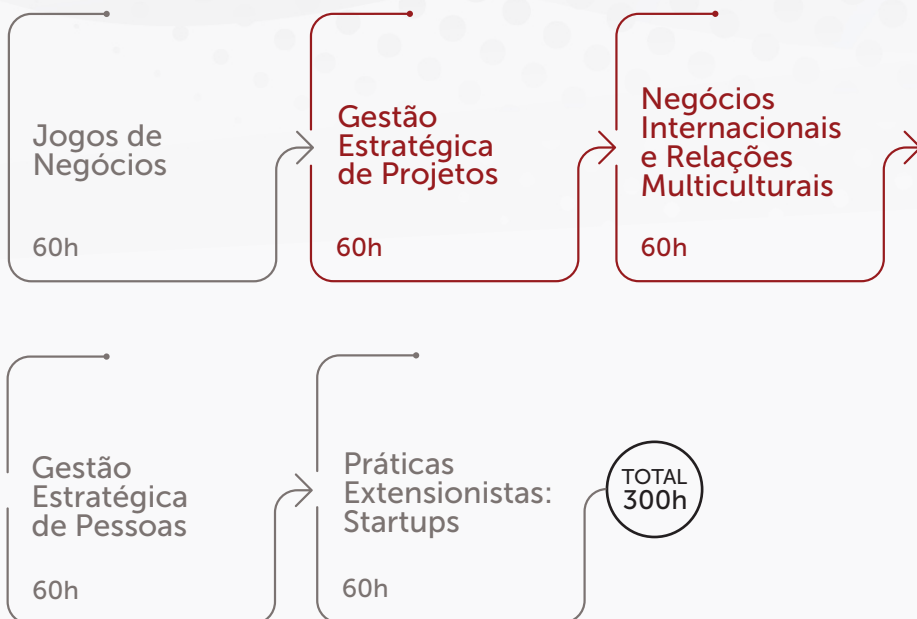 Jogos de
Negócios
60h
Gestão
Estratégica
de Projetos
60h
Negócios
Internacionais
e Relações
Multiculturais
60h
Gestão
Estratégica
de Pessoas
60h
Práticas
Extensionistas:
Startups
60h
TOTAL
300h